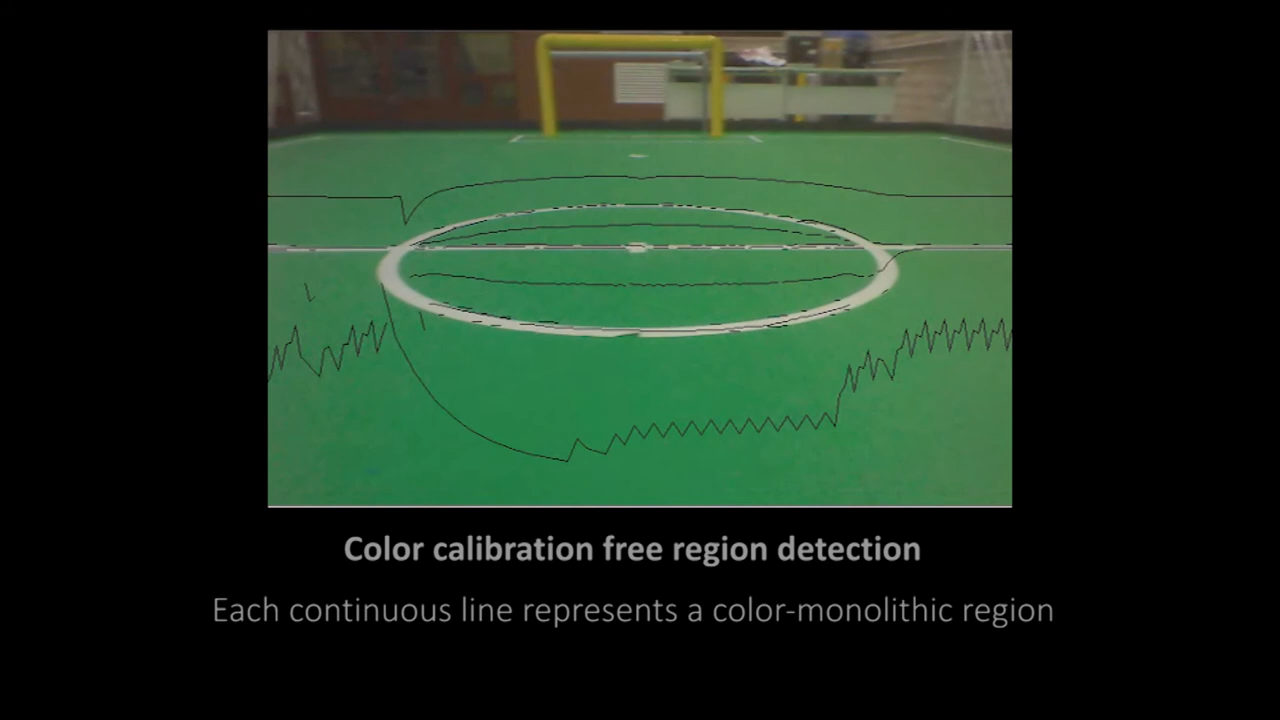 Color calibration free region detection
Each continuous line represents a color-monolithic region